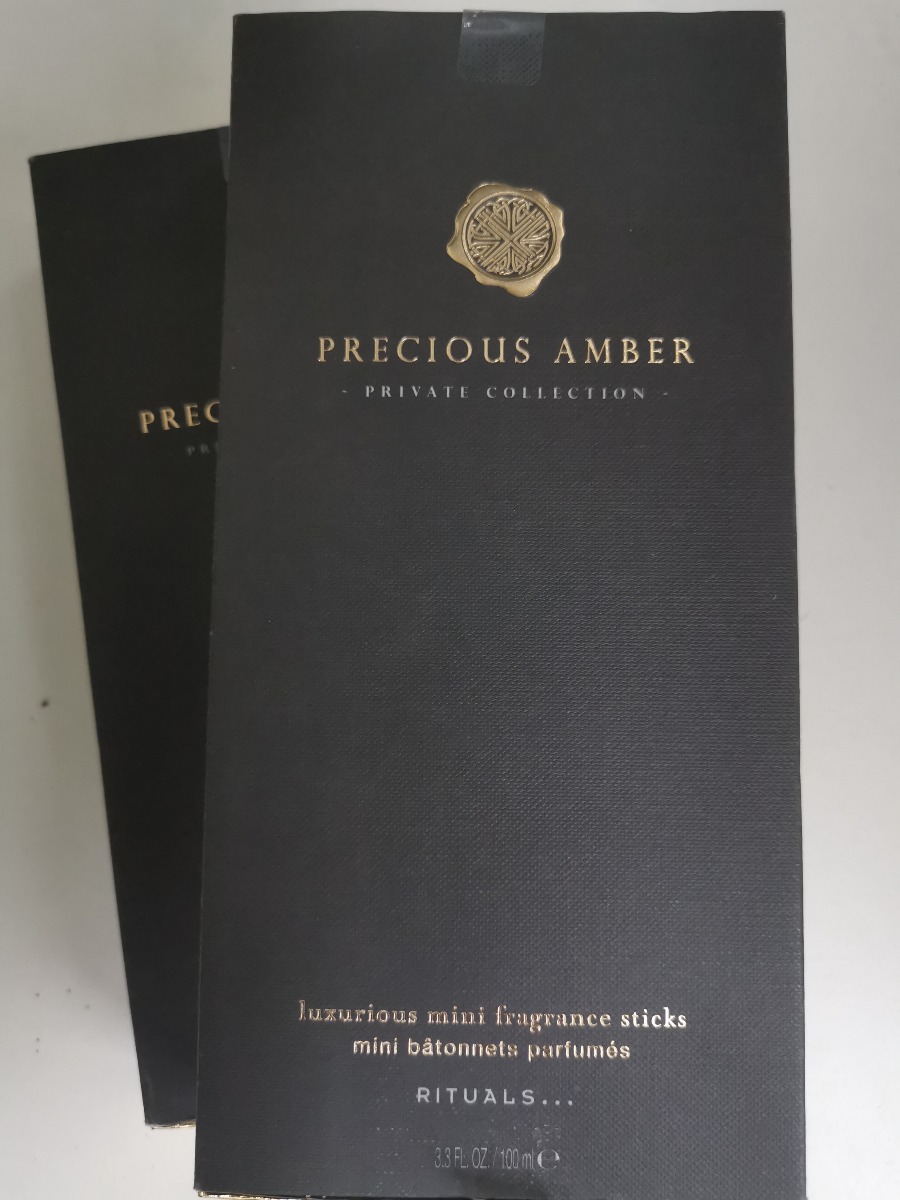 PRECIOUS AMBER
- PRIVATE COLLECTION -
PREC
PRI
luxurious mini fragrance sticks
mini bâtonnets parfumés
RITUALS...
3.3 FL. OZ. / 100 ml ℮